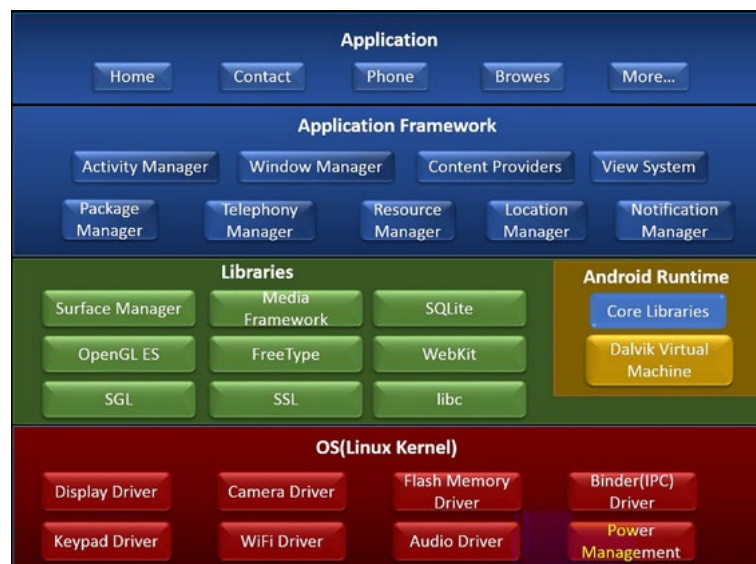 Application
Home Contact Phone Browes More...
Application Framework
Activity Manager Window Manager Content Providers View System
Package Manager Telephony Manager Resource Manager Location Manager Notification Manager
Libraries
Surface Manager Media Framework SQLite
OpenGL ES FreeType WebKit
SGL SSL libc
Android Runtime
Core Libraries
Dalvik Virtual
Machine
OS(Linux Kernel)
Display Driver Camera Driver Flash Memory Driver Binder(IPC) Driver
Keypad Driver WiFi Driver Audio Driver Power Management